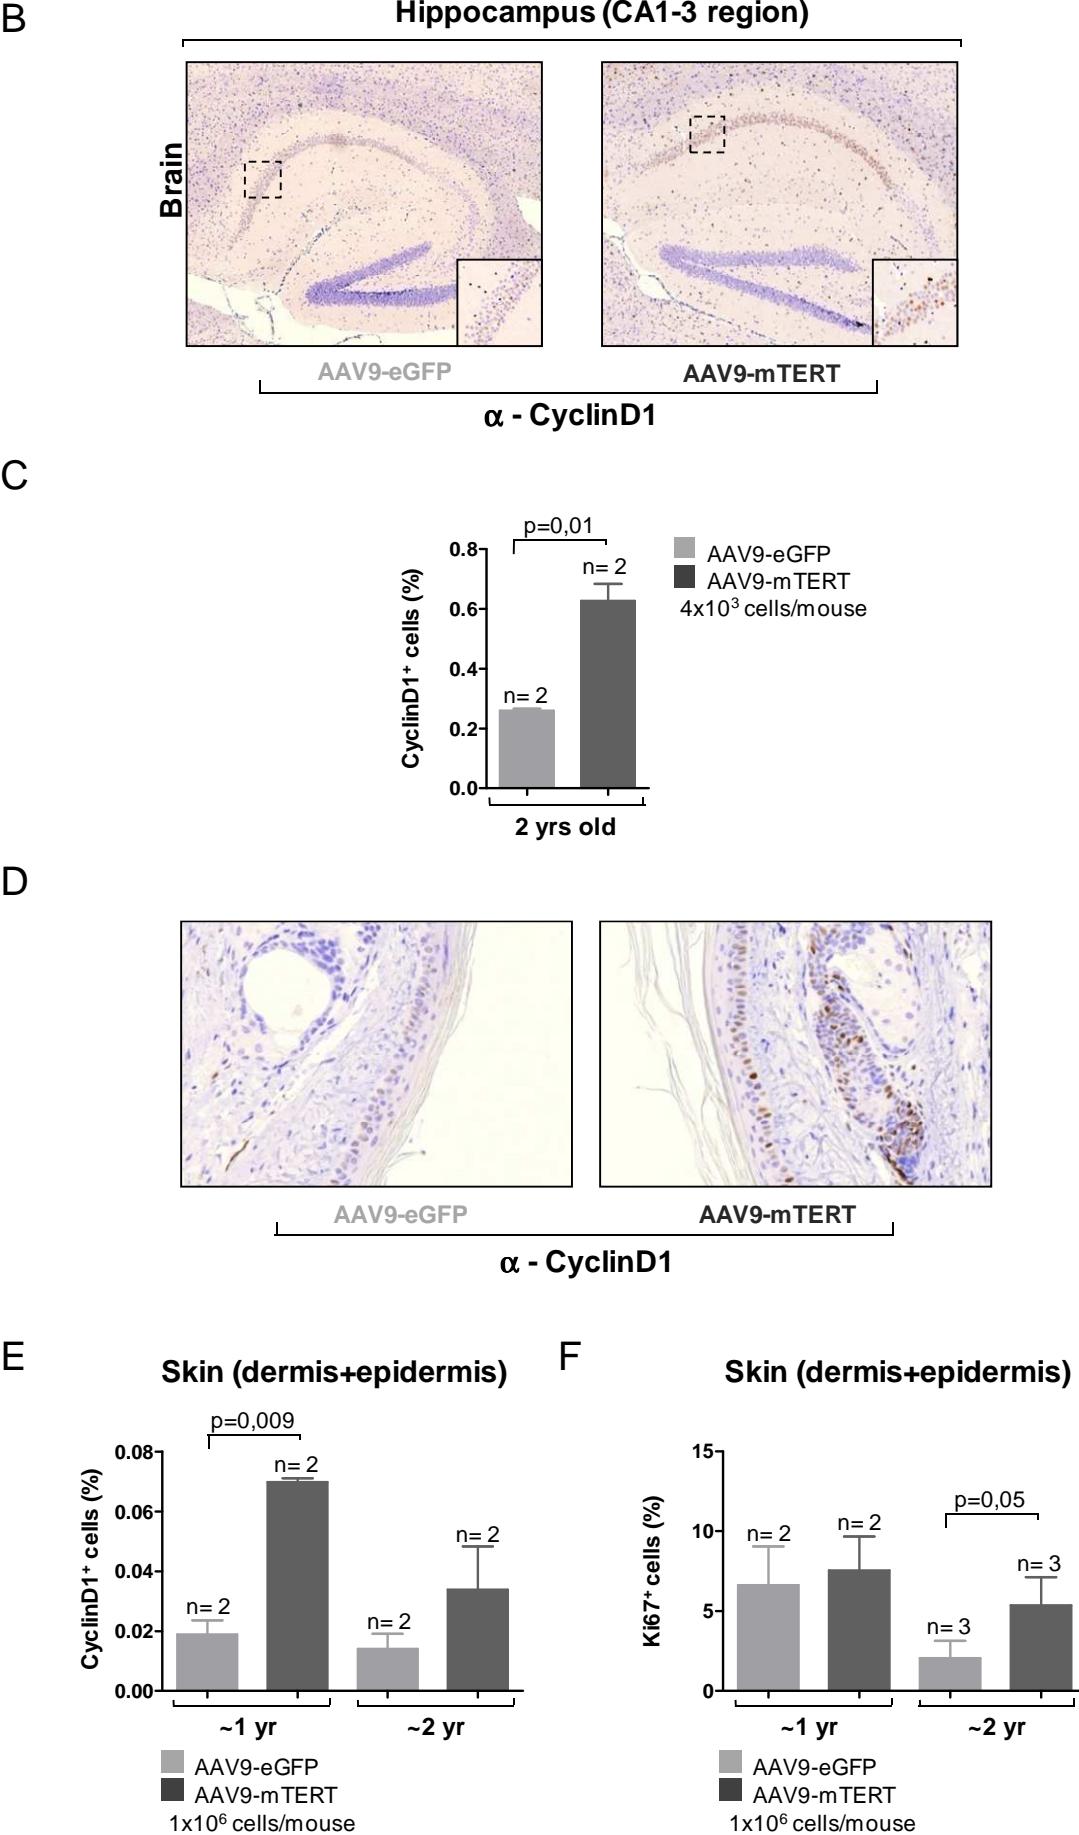 B
Hippocampus (CA1-3 region)
Brain
AAV9-eGFP
AAV9-mTERT
α - CyclinD1
C
p=0,01
n= 2
n= 2
CyclinD1⁺ cells (%)
0.8
0.6
0.4
0.2
0.0
2 yrs old
AAV9-eGFP
AAV9-mTERT
4x10³ cells/mouse
D
AAV9-eGFP
AAV9-mTERT
α - CyclinD1
E
Skin (dermis+epidermis)
p=0,009
CyclinD1⁺ cells (%)
0.08
0.06
0.04
0.02
0.00
n= 2
n= 2
n= 2
n= 2
~1 yr
~2 yr
AAV9-eGFP
AAV9-mTERT
1x10⁶ cells/mouse
F
Skin (dermis+epidermis)
Ki67⁺ cells (%)
15
10
5
0
n= 2
n= 2
p=0,05
n= 3
n= 3
~1 yr
~2 yr
AAV9-eGFP
AAV9-mTERT
1x10⁶ cells/mouse